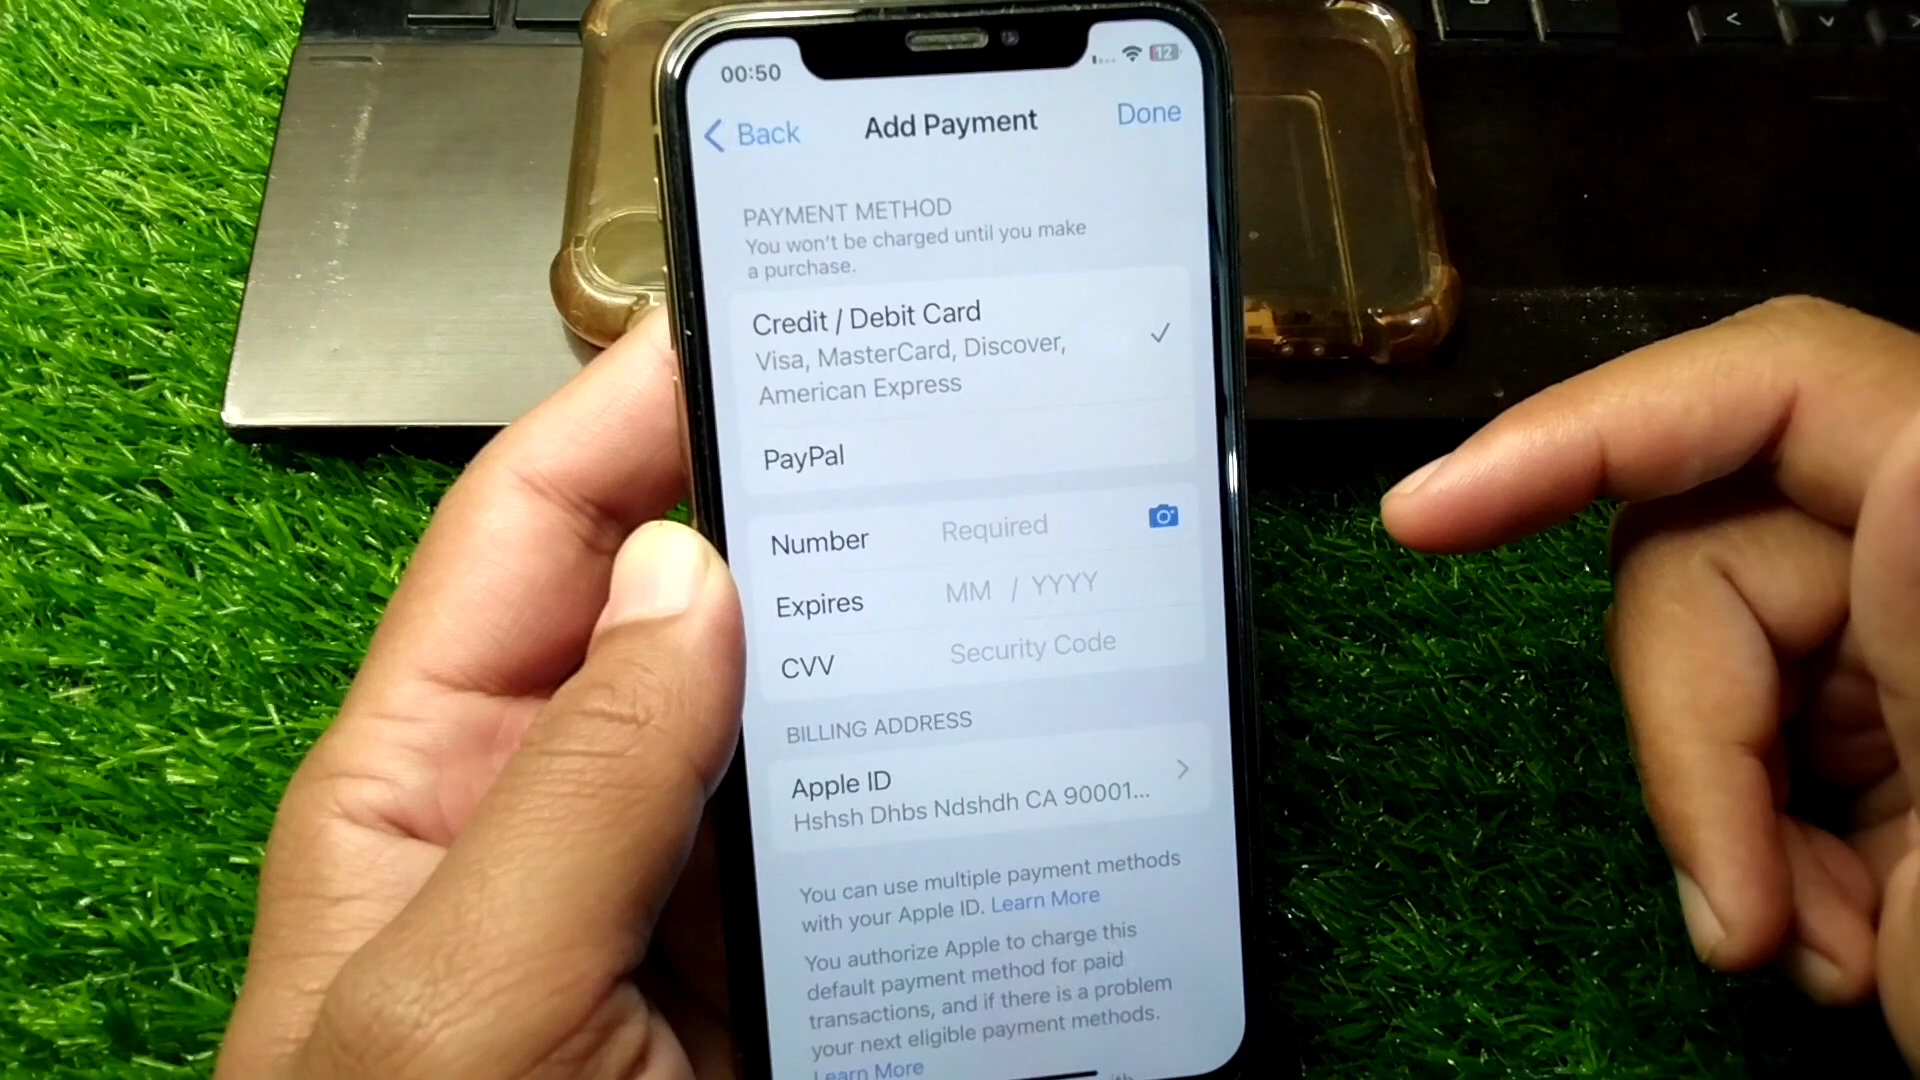 00:50
12
Back
Add Payment
Done
PAYMENT METHOD
You won't be charged until you make
a purchase.
Credit / Debit Card
Visa, MasterCard, Discover,
American Express
PayPal
Number Required
Expires MM / YYYY
CVV Security Code
BILLING ADDRESS
Apple ID
Hshsh Dhbs Ndshdh CA 90001...
You can use multiple payment methods
with your Apple ID. Learn More
You authorize Apple to charge this
default payment method for paid
transactions, and if there is a problem
your next eligible payment methods.
Learn More